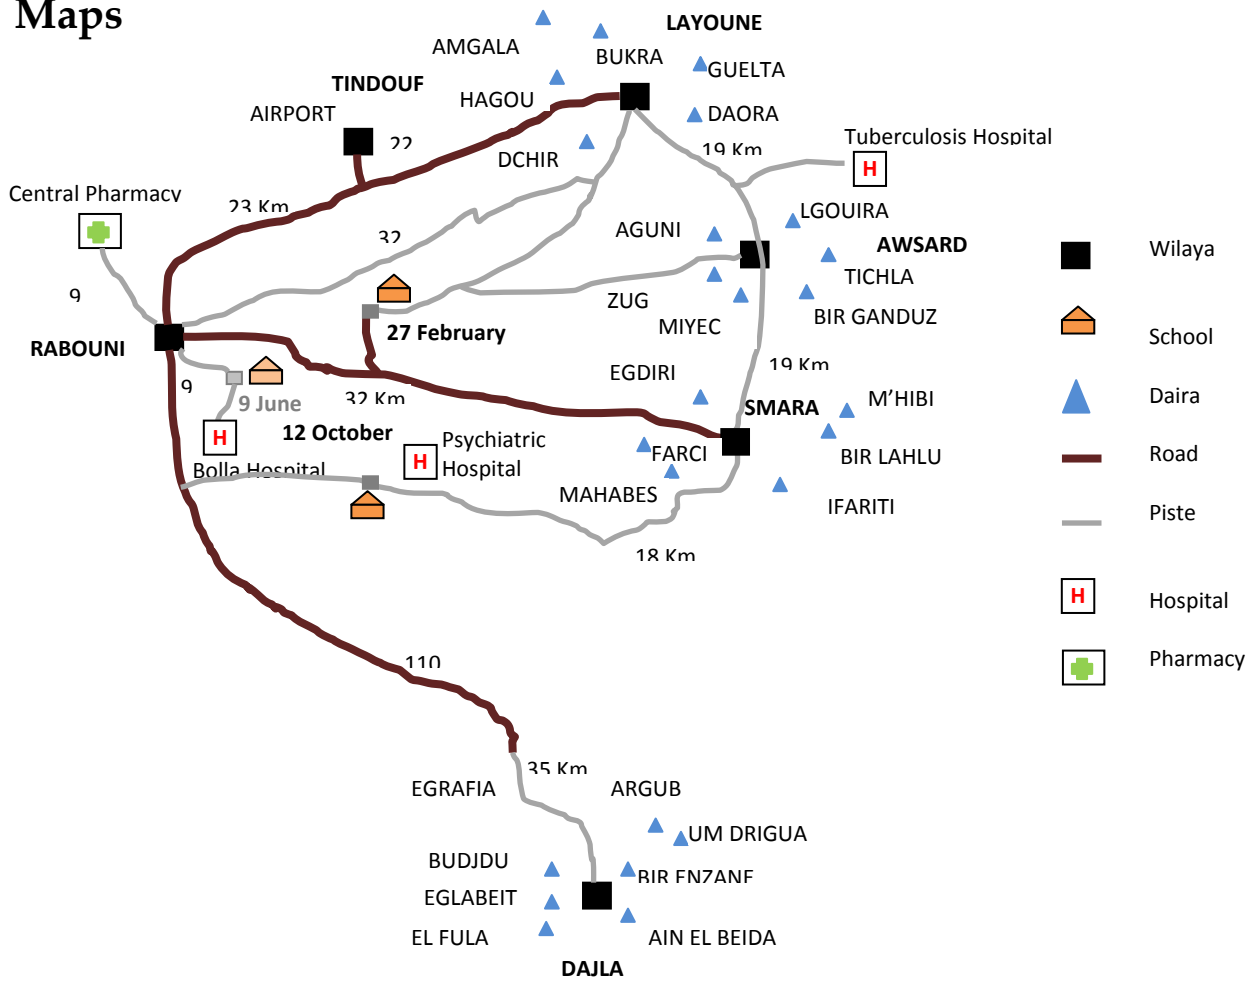 Maps
LAYOUNE
AMGALA
BUKRA
GUELTA
TINDOUF
HAGOU
AIRPORT
DAORA
22
19 Km
Tuberculosis Hospital
DCHIR
H
Central Pharmacy
23 Km
LGOUIRA
AGUNI
32
AWSARD
Wilaya
TICHLA
9
ZUG
BIR GANDUZ
MIYEC
27 February
School
RABOUNI
19 Km
EGDIRI
9
32 Km
M'HIBI
Daira
9 June
SMARA
12 October
H
Psychiatric
Hospital
H
FARCI
BIR LAHLU
Road
Bolla Hospital
MAHABES
IFARITI
Piste
18 Km
H
Hospital
Pharmacy
110
35 Km
EGRAFIA
ARGUB
UM DRIGUA
BUDJDU
BIR ENZANE
EGLABEIT
EL FULA
AIN EL BEIDA
DAJLA